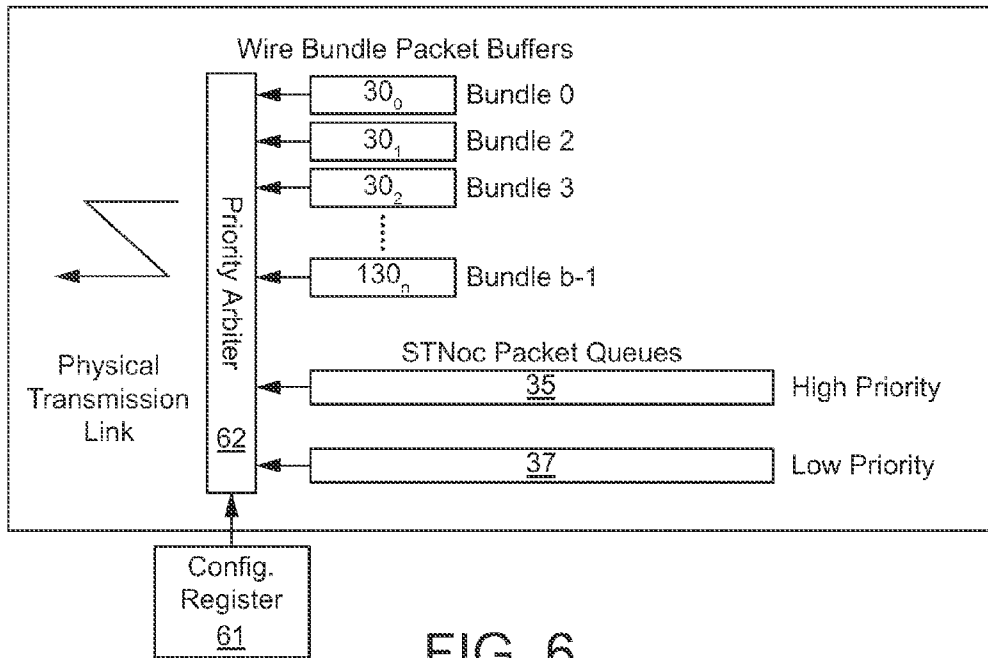 Wire Bundle Packet Buffers
30₀ Bundle 0
30₁ Bundle 2
30₂ Bundle 3
130ₙ Bundle b-1
Priority Arbiter
62
STNoc Packet Queues
35 High Priority
37 Low Priority
Physical
Transmission
Link
Config.
Register
61
FIG. 6